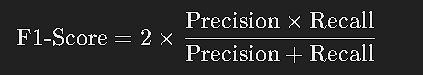 F1-Score = 2 × Precision × Recall / Precision + Recall